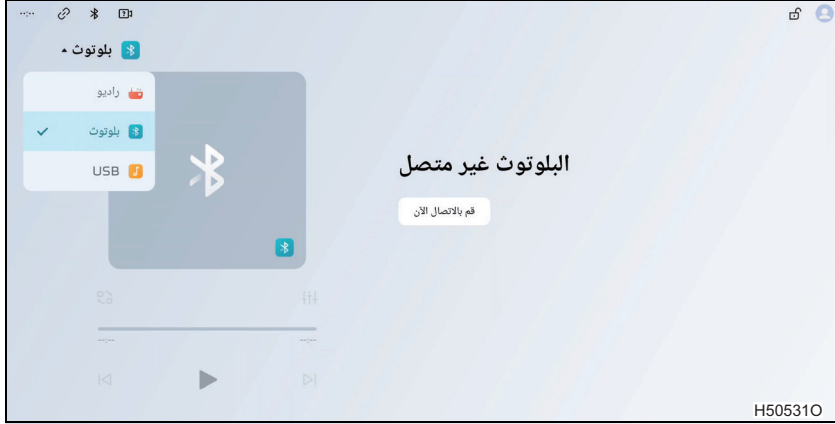 --:--
بلوتوث
راديو
بلوتوث
USB
البلوتوث غير متصل
قم بالاتصال الآن
--:-- --:--
H50531O